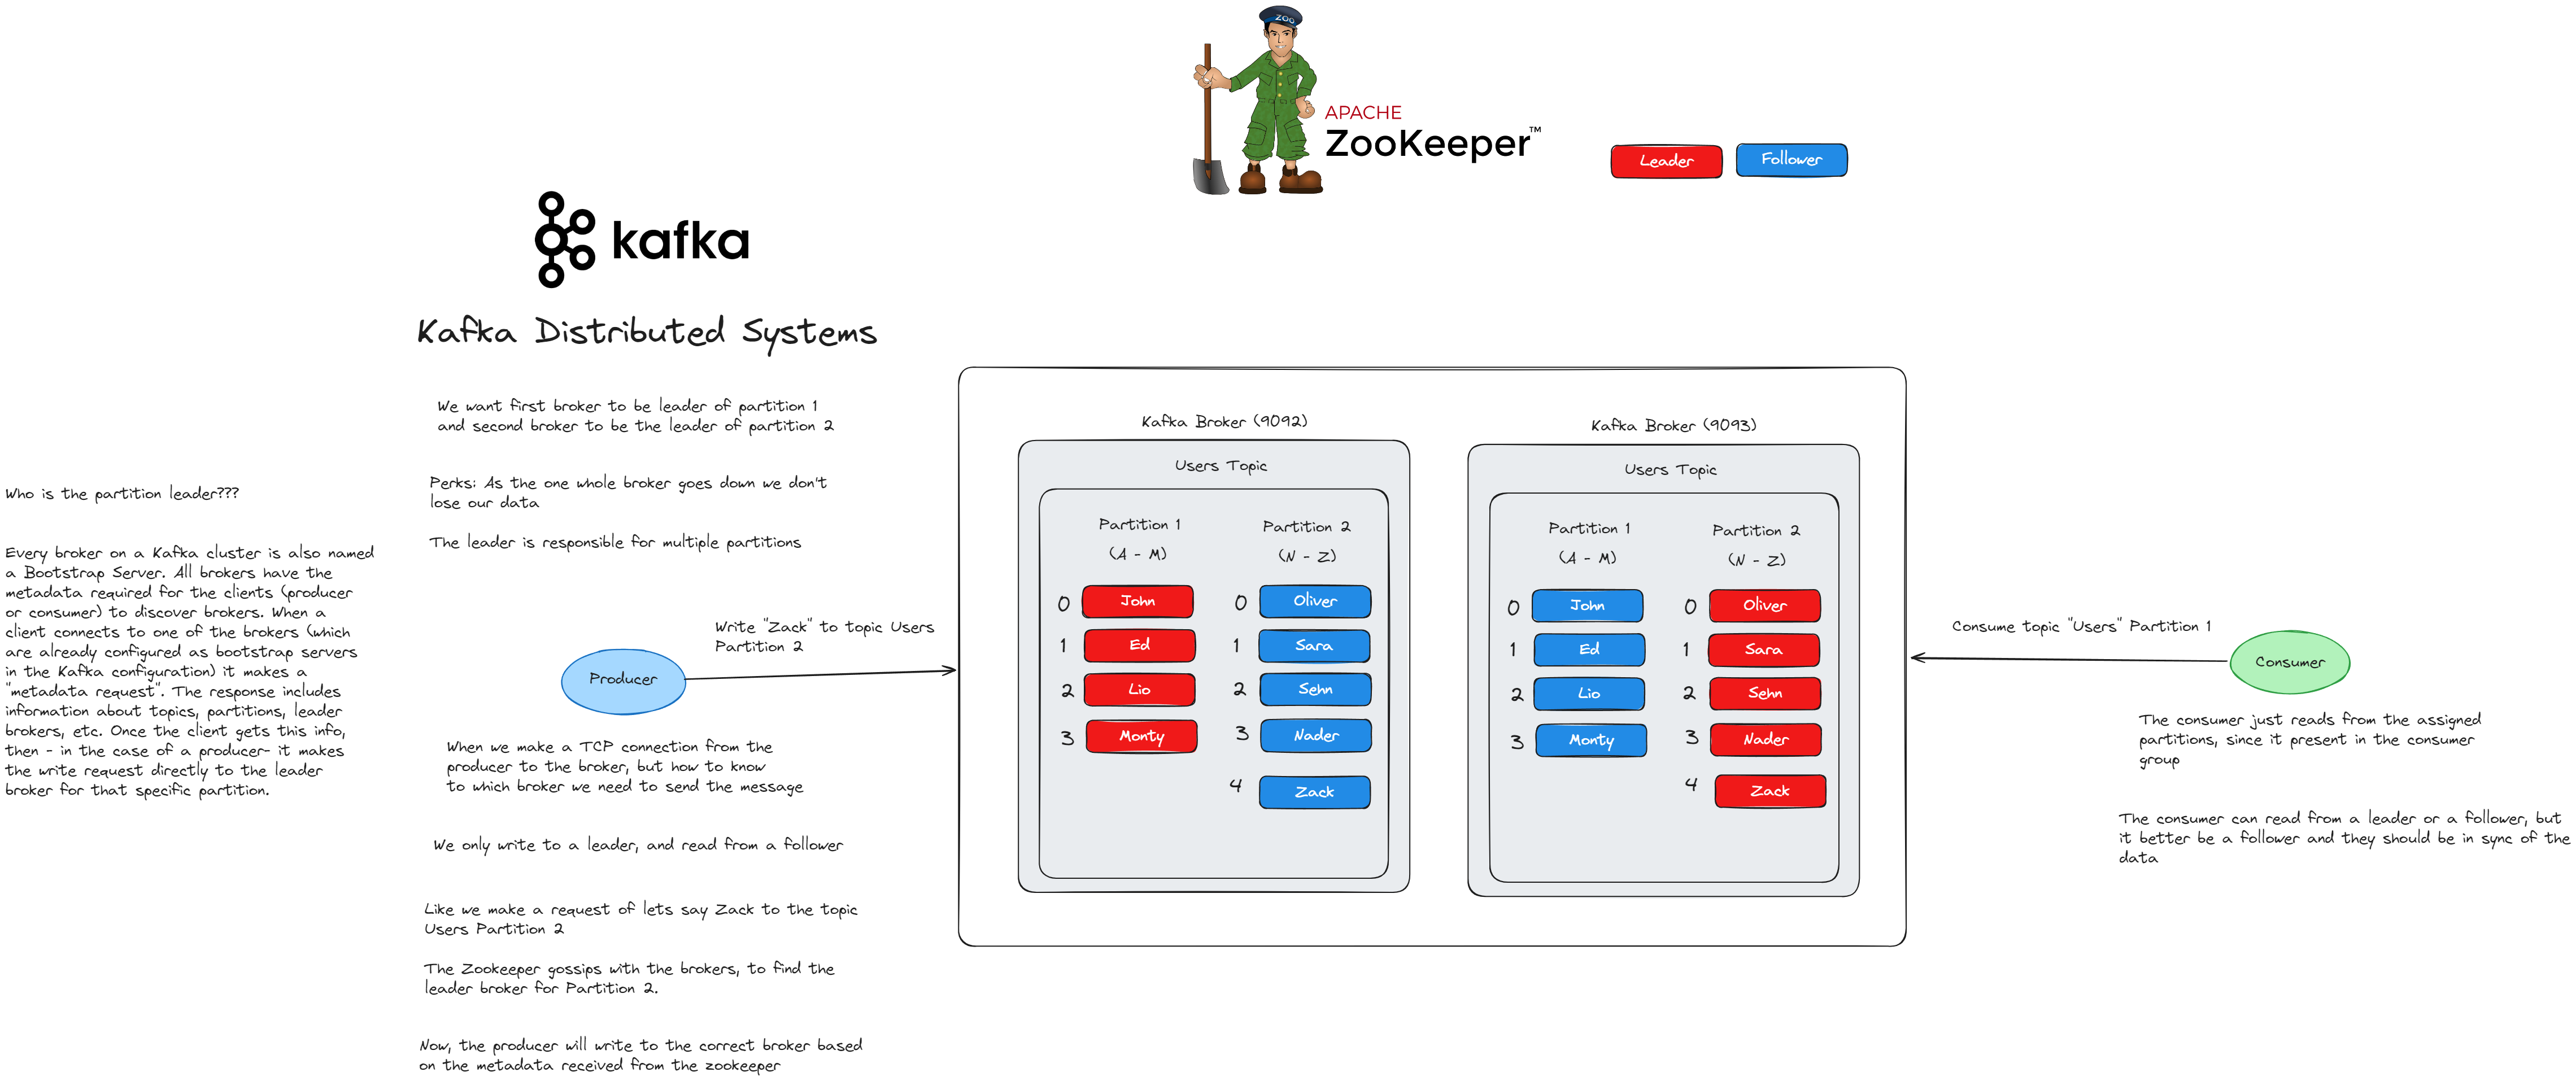 ZOO
APACHE
ZooKeeper™
Leader
Follower
kafka
Kafka Distributed Systems
We want first broker to be leader of partition 1
and second broker to be the leader of partition 2
Perks: As the one whole broker goes down we don't
lose our data
The leader is responsible for multiple partitions
Who is the partition leader???
Every broker on a Kafka cluster is also named
a Bootstrap Server. All brokers have the
metadata required for the clients (producer
or consumer) to discover brokers. When a
client connects to one of the brokers (which
are already configured as bootstrap servers
in the Kafka configuration) it makes a
"metadata request". The response includes
information about topics, partitions, leader
brokers, etc. Once the client gets this info,
then - in the case of a producer- it makes
the write request directly to the leader
broker for that specific partition.
Write "Zack" to topic Users
Partition 2
Producer
When we make a TCP connection from the
producer to the broker, but how to know
to which broker we need to send the message
We only write to a leader, and read from a follower
Like we make a request of lets say Zack to the topic
Users Partition 2
The Zookeeper gossips with the brokers, to find the
leader broker for Partition 2.
Now, the producer will write to the correct broker based
on the metadata received from the zookeeper
Kafka Broker (9092)
Users Topic
Partition 1
(A - M)
0 John
1 Ed
2 Lio
3 Monty
Partition 2
(N - Z)
0 Oliver
1 Sara
2 Sehn
3 Nader
4 Zack
Kafka Broker (9093)
Users Topic
Partition 1
(A - M)
0 John
1 Ed
2 Lio
3 Monty
Partition 2
(N - Z)
0 Oliver
1 Sara
2 Sehn
3 Nader
4 Zack
Consume topic "Users" Partition 1
Consumer
The consumer just reads from the assigned
partitions, since it present in the consumer
group
The consumer can read from a leader or a follower, but
it better be a follower and they should be in sync of the
data